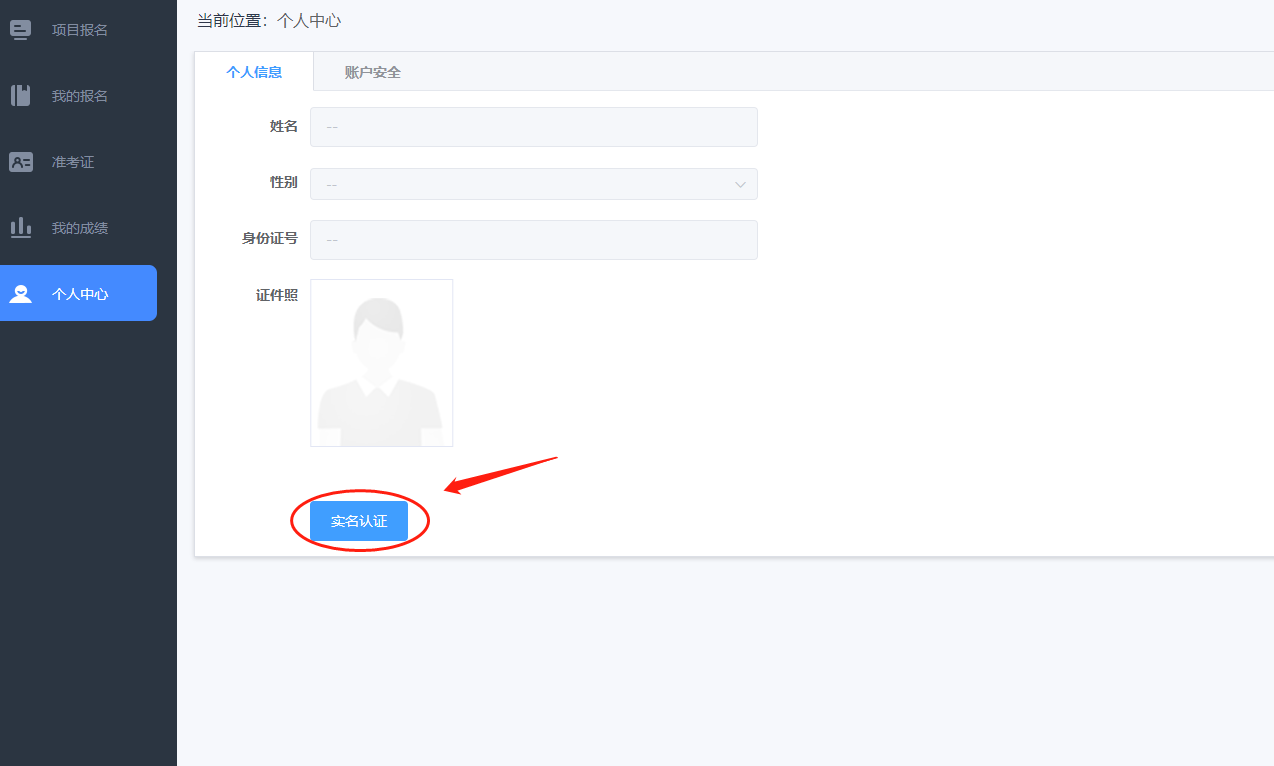 项目报名
我的报名
准考证
我的成绩
个人中心
当前位置：个人中心
个人信息 账户安全
姓名 --
性别 --
身份证号 --
证件照
实名认证